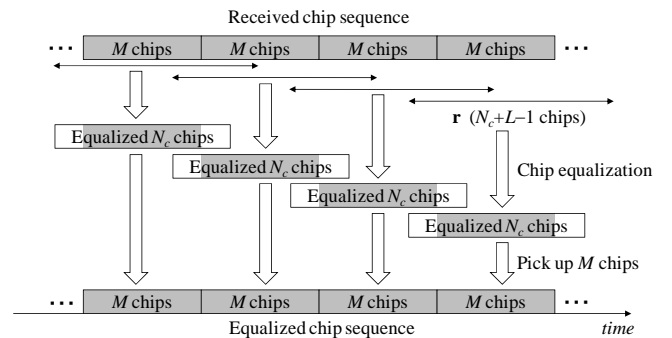 Received chip sequence
··· M chips M chips M chips M chips ···
r (Nc+L−1 chips)
Equalized Nc chips
Equalized Nc chips
Chip equalization
Equalized Nc chips
Equalized Nc chips
Pick up M chips
··· M chips M chips M chips M chips ···
Equalized chip sequence time